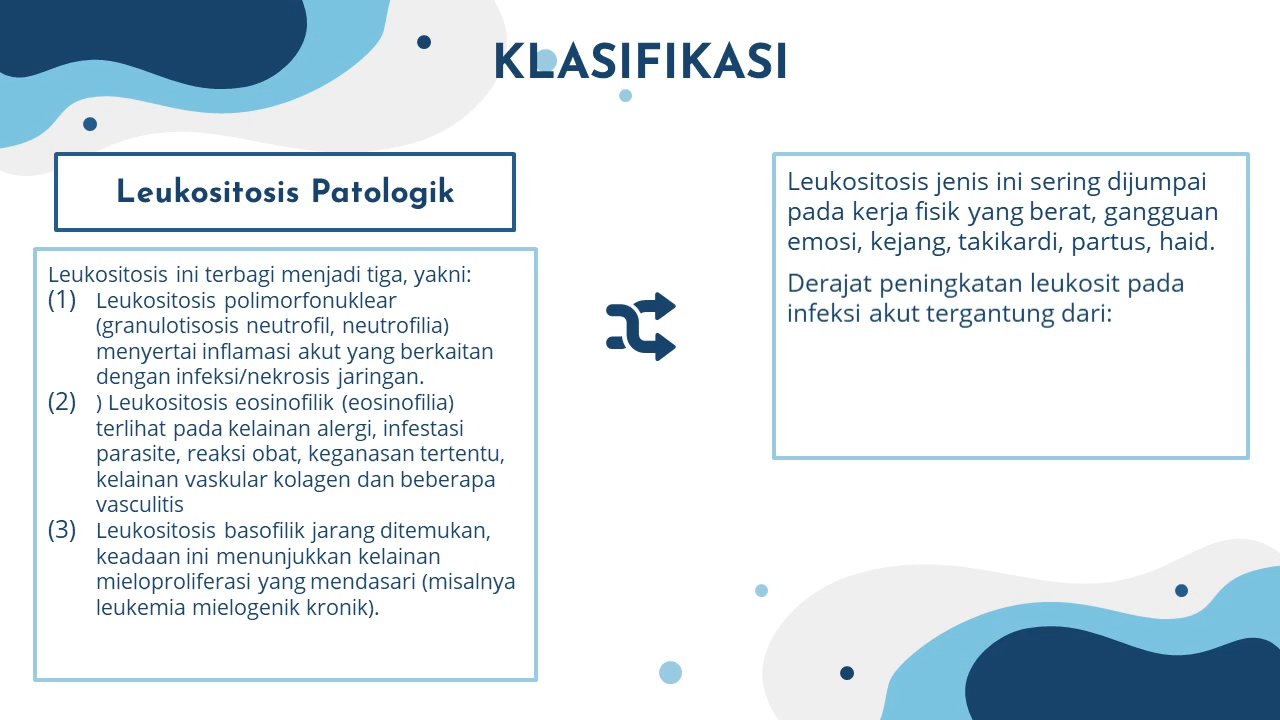 KLASIFIKASI
Leukositosis Patologik
Leukositosis ini terbagi menjadi tiga, yakni:
(1) Leukositosis polimorfonuklear
(granulotisosis neutrofil, neutrofilia)
menyertai inflamasi akut yang berkaitan
dengan infeksi/nekrosis jaringan.
(2) ) Leukositosis eosinofilik (eosinofilia)
terlihat pada kelainan alergi, infestasi
parasite, reaksi obat, keganasan tertentu,
kelainan vaskular kolagen dan beberapa
vasculitis
(3) Leukositosis basofilik jarang ditemukan,
keadaan ini menunjukkan kelainan
mieloproliferasi yang mendasari (misalnya
leukemia mielogenik kronik).
Leukositosis jenis ini sering dijumpai
pada kerja fisik yang berat, gangguan
emosi, kejang, takikardi, partus, haid.
Derajat peningkatan leukosit pada
infeksi akut tergantung dari: